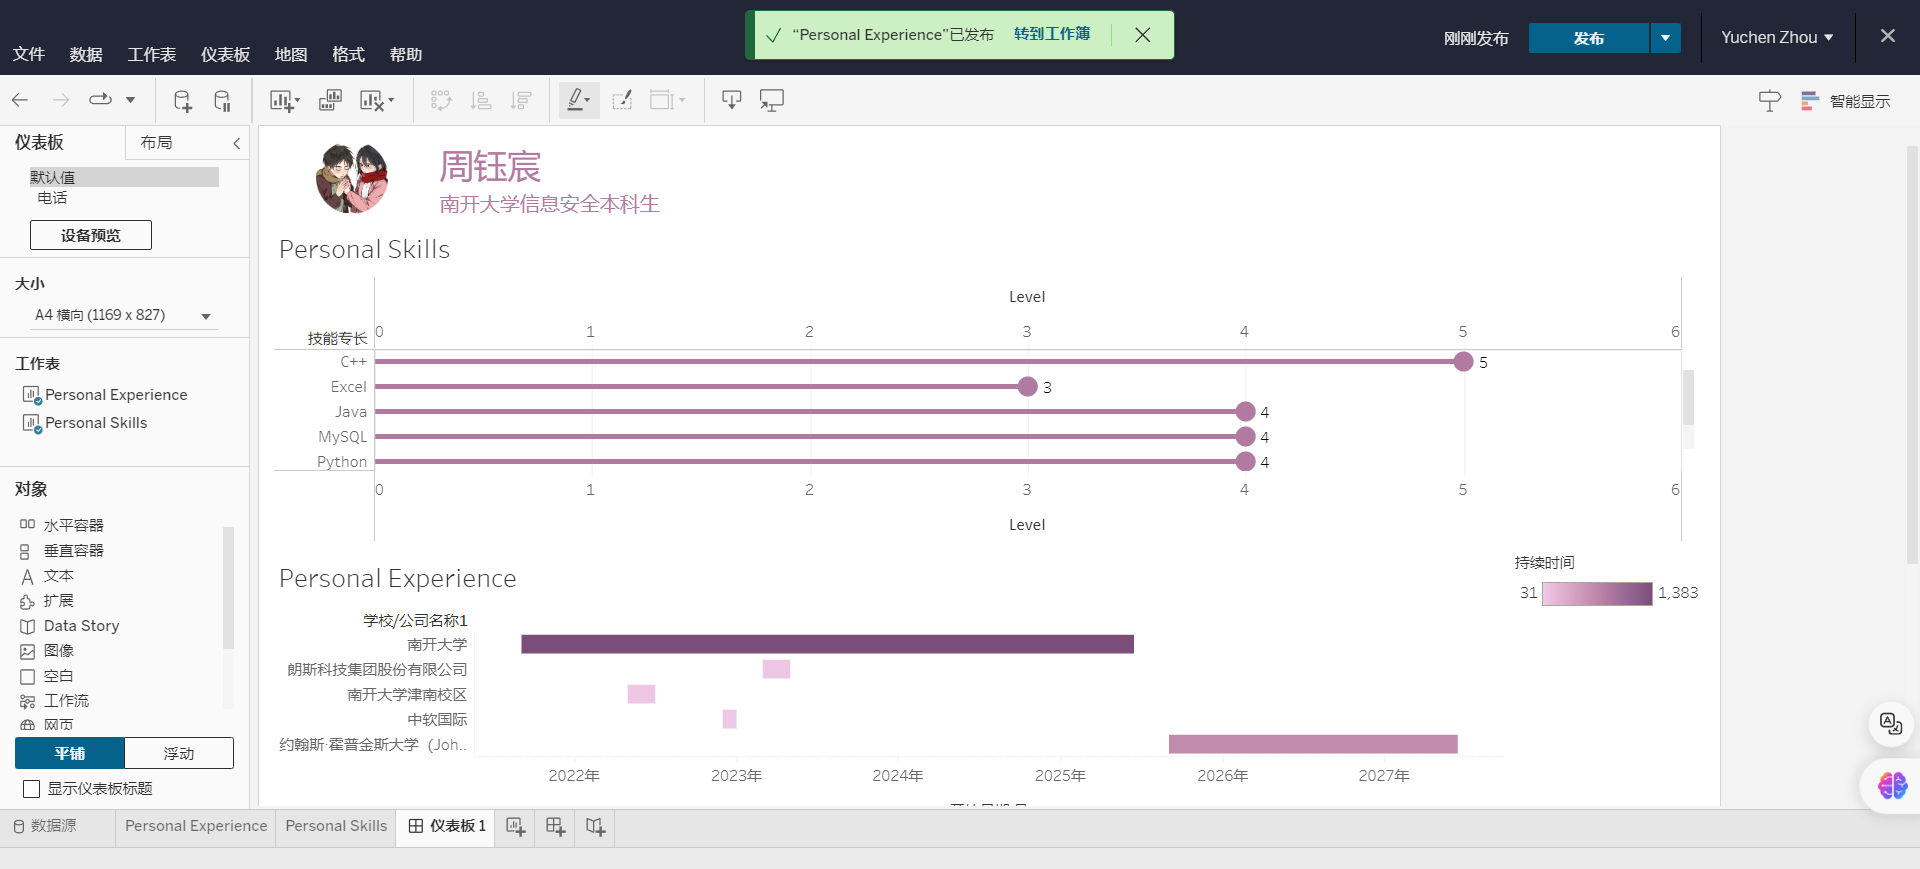 “Personal Experience”已发布 转到工作簿
刚刚发布 发布 Yuchen Zhou
文件 数据 工作表 仪表板 地图 格式 帮助
智能显示
仪表板 布局
默认值
电话
设备预览
大小
A4 横向 (1169 x 827)
工作表
Personal Experience
Personal Skills
对象
水平容器
垂直容器
文本
扩展
Data Story
图像
空白
工作流
网页
平铺 浮动
显示仪表板标题
周钰宸
南开大学信息安全本科生
Personal Skills
Level
技能专长 0 1 2 3 4 5 6
C++ 5
Excel 3
Java 4
MySQL 4
Python 4
0 1 2 3 4 5 6
Level
Personal Experience
持续时间
31 1,383
学校/公司名称1
南开大学
朗斯科技集团股份有限公司
南开大学津南校区
中软国际
约翰斯·霍普金斯大学（Joh..
2022年 2023年 2024年 2025年 2026年 2027年
数据源 Personal Experience Personal Skills 仪表板 1